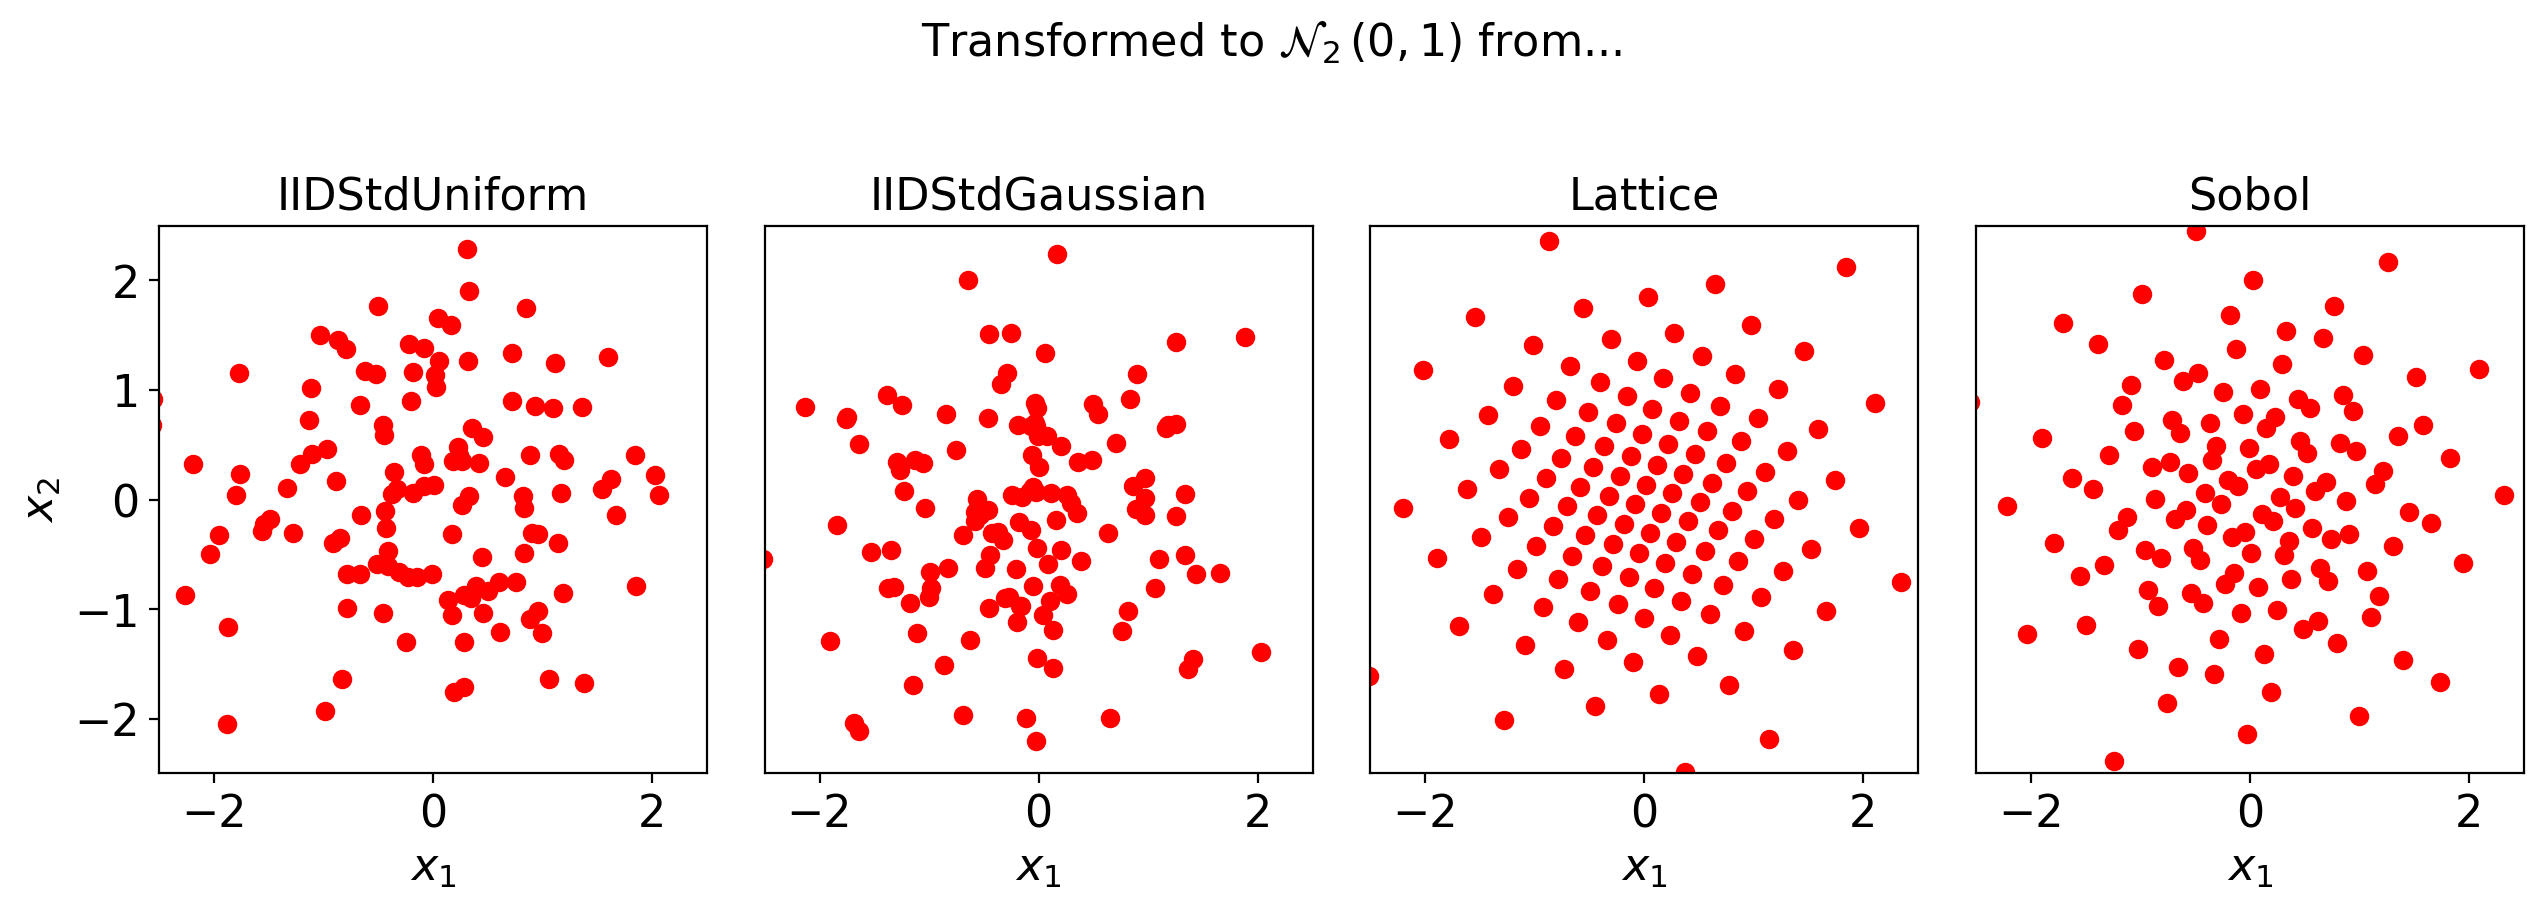 Transformed to 𝒩₂ (0, 1) from...
IIDStdUniform
IIDStdGaussian
Lattice
Sobol
2
1
0
−1
−2
x₂
−2 0 2
−2 0 2
−2 0 2
−2 0 2
x₁
x₁
x₁
x₁